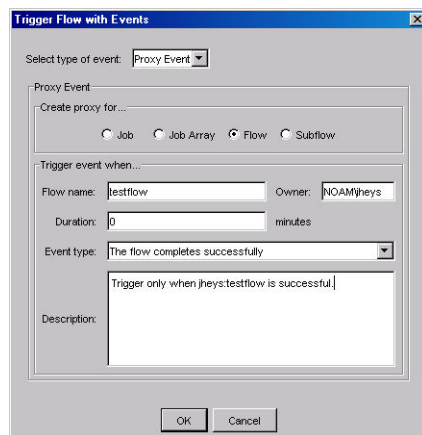 Trigger Flow with Events
Select type of event: Proxy Event
Proxy Event
Create proxy for...
Job Job Array Flow Subflow
Trigger event when...
Flow name: testflow Owner: NOAM\jheys
Duration: 0 minutes
Event type: The flow completes successfully
Description: Trigger only when jheys:testflow is successful.
OK Cancel